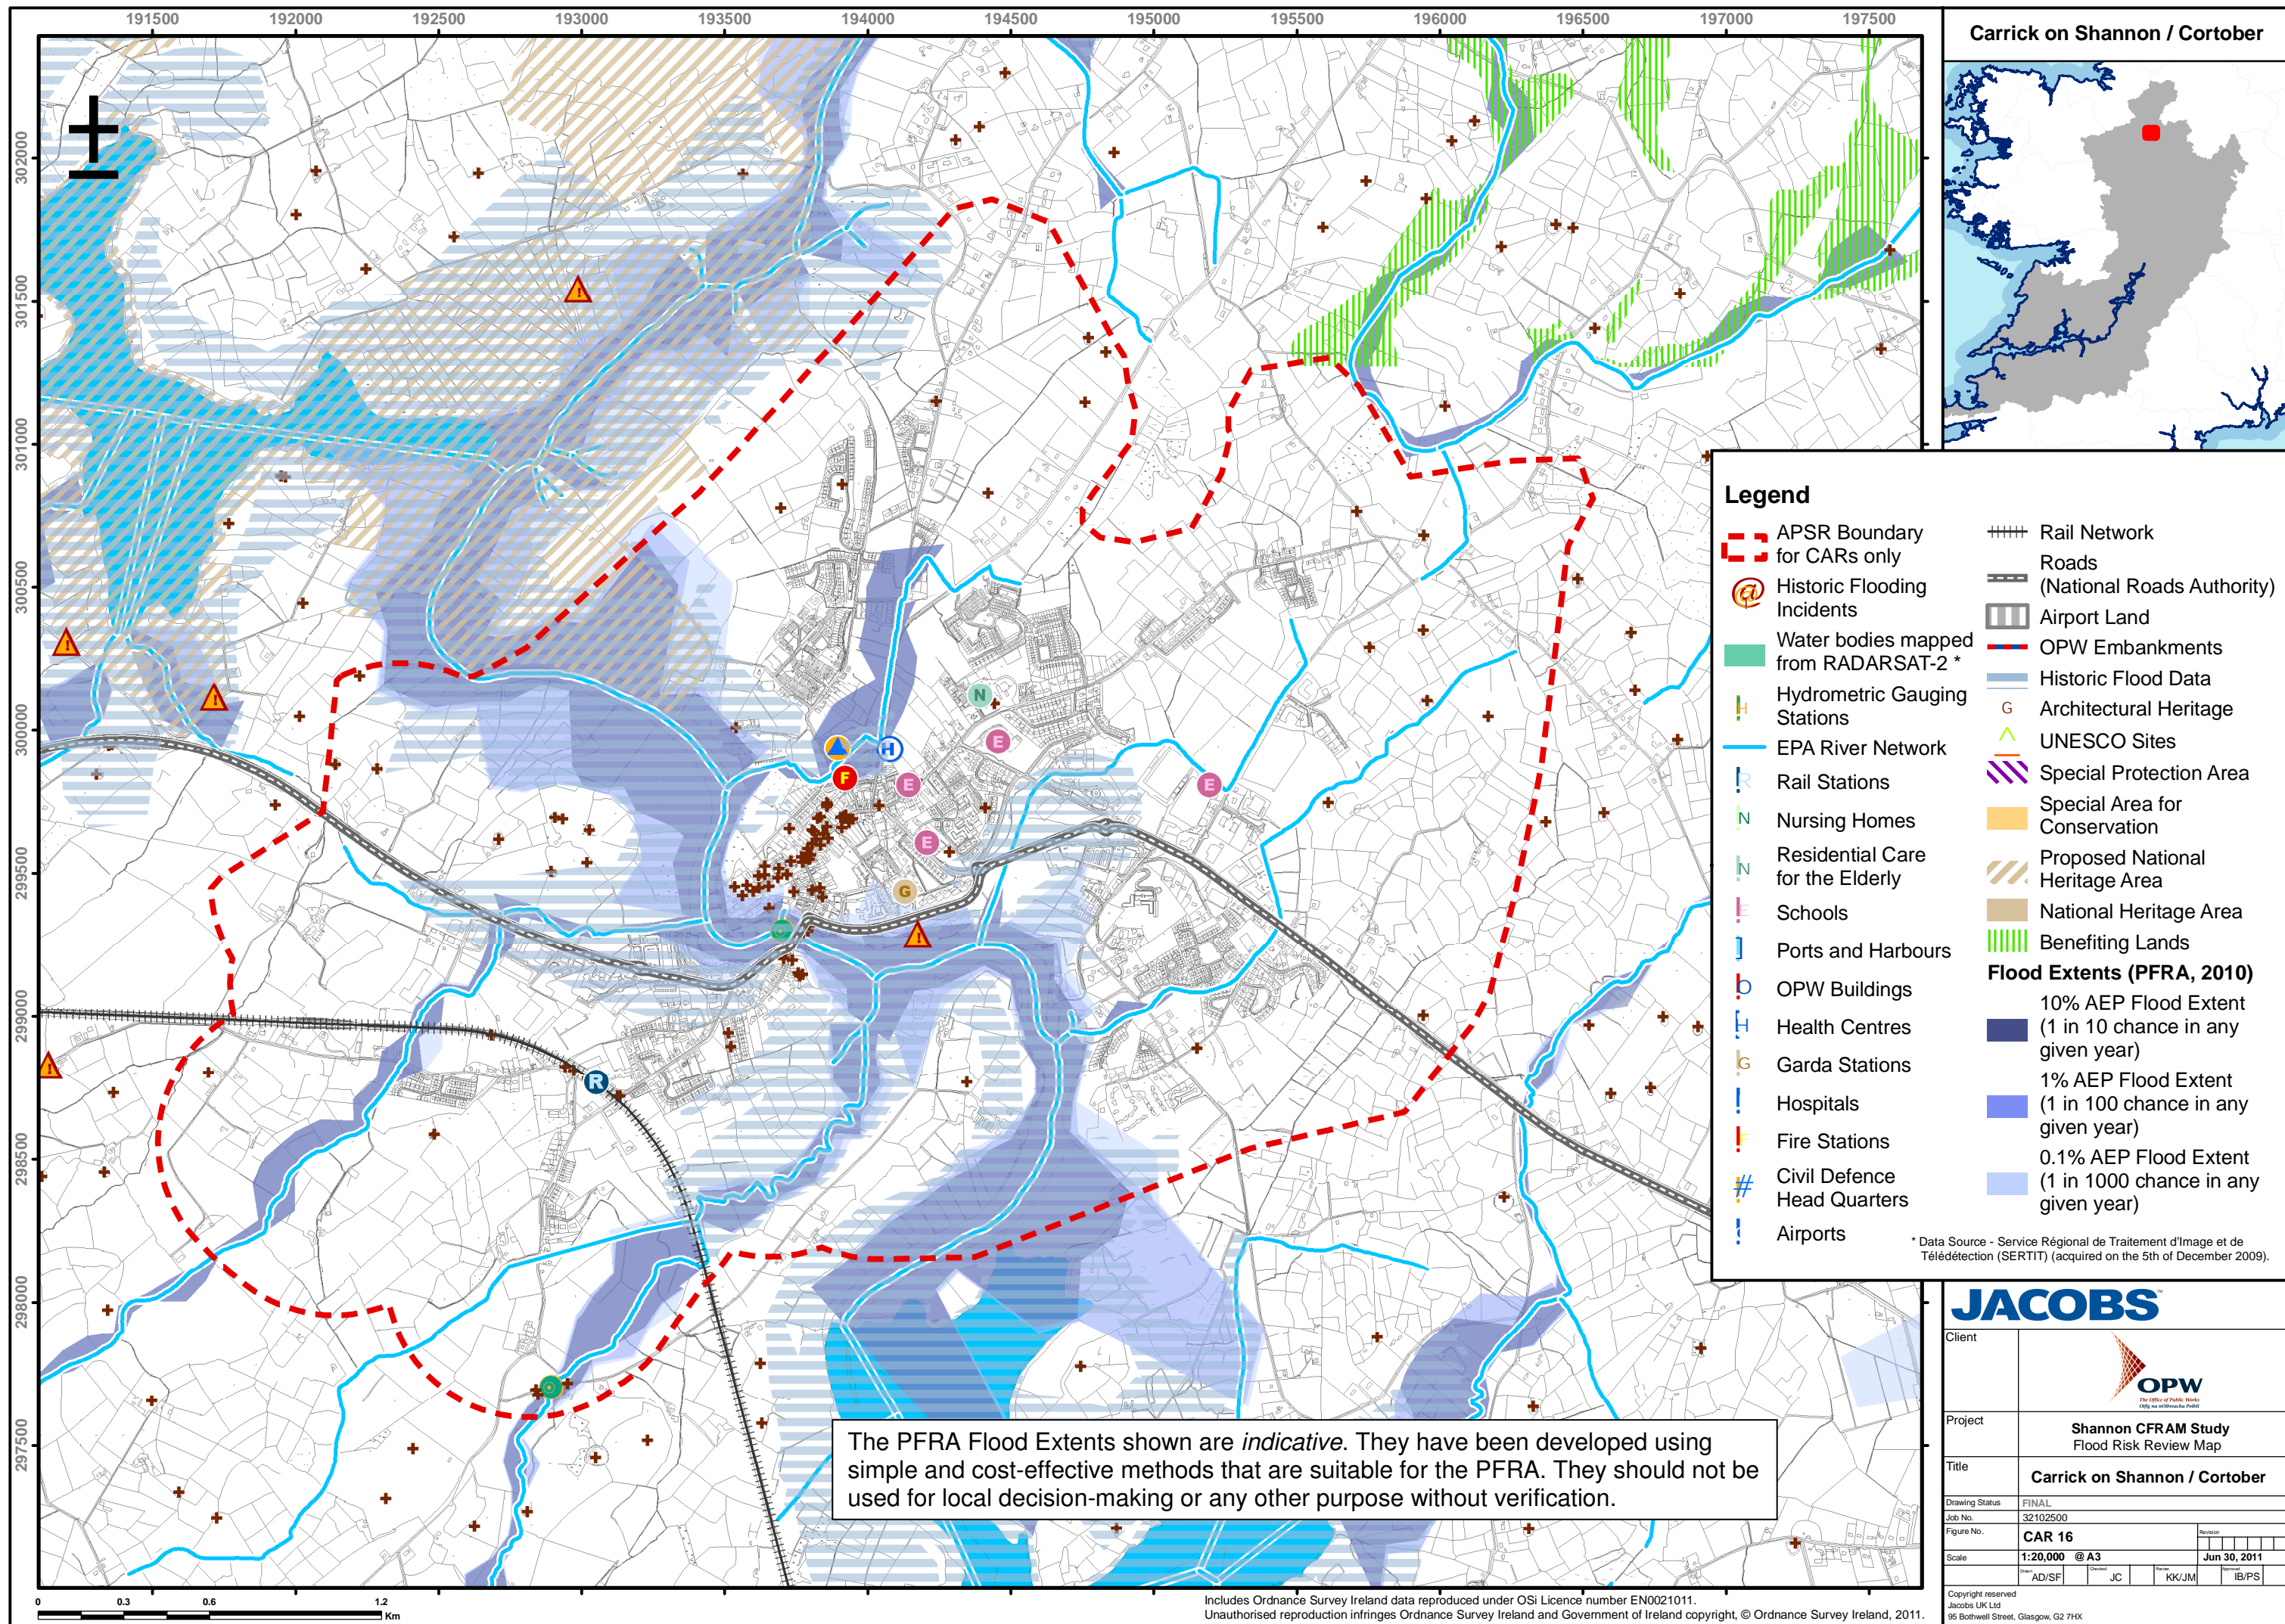 191500 192000 192500 193000 193500 194000 194500 195000 195500 196000 196500 197000 197500
302000
301500
301000
300500
300000
299500
299000
298500
298000
297500
N
H
F
E
E
E
E
G
R
!
!
!
!
!
The PFRA Flood Extents shown are indicative. They have been developed using
simple and cost-effective methods that are suitable for the PFRA. They should not be
used for local decision-making or any other purpose without verification.
0 0.3 0.6 1.2
Km
Includes Ordnance Survey Ireland data reproduced under OSi Licence number EN0021011.
Unauthorised reproduction infringes Ordnance Survey Ireland and Government of Ireland copyright, © Ordnance Survey Ireland, 2011.
Carrick on Shannon / Cortober
Legend
APSR Boundary
for CARs only
@ Historic Flooding
Incidents
Water bodies mapped
from RADARSAT-2 *
H Hydrometric Gauging
Stations
EPA River Network
R Rail Stations
N Nursing Homes
N Residential Care
for the Elderly
E Schools
] Ports and Harbours
O OPW Buildings
H Health Centres
G Garda Stations
! Hospitals
F Fire Stations
# Civil Defence
Head Quarters
Airports
Rail Network
Roads
(National Roads Authority)
Airport Land
OPW Embankments
Historic Flood Data
G Architectural Heritage
UNESCO Sites
Special Protection Area
Special Area for
Conservation
Proposed National
Heritage Area
National Heritage Area
Benefiting Lands
Flood Extents (PFRA, 2010)
10% AEP Flood Extent
(1 in 10 chance in any
given year)
1% AEP Flood Extent
(1 in 100 chance in any
given year)
0.1% AEP Flood Extent
(1 in 1000 chance in any
given year)
* Data Source - Service Régional de Traitement d'Image et de
Télédétection (SERTIT) (acquired on the 5th of December 2009).
JACOBS™
Client
OPW
The Office of Public Works
Oifig na nOibreacha Poiblí
Project
Shannon CFRAM Study
Flood Risk Review Map
Title
Carrick on Shannon / Cortober
Drawing Status FINAL
Job No. 32102500
Figure No. CAR 16 Revision
Scale 1:20,000 @ A3 Jun 30, 2011
Drawn AD/SF Checked JC Review KK/JM Approved IB/PS
Copyright reserved
Jacobs UK Ltd
95 Bothwell Street, Glasgow, G2 7HX